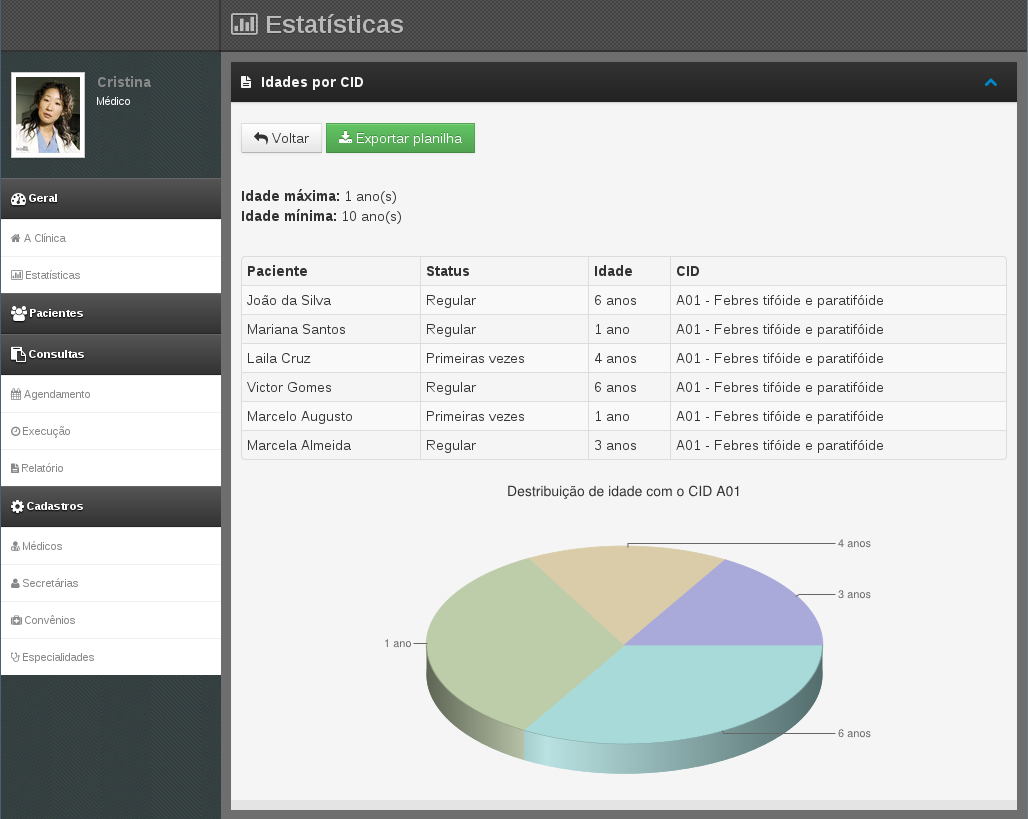 Estatísticas
Cristina
Médico
Geral
A Clínica
Estatísticas
Pacientes
Consultas
Agendamento
Execução
Relatório
Cadastros
Médicos
Secretárias
Convênios
Especialidades
Idades por CID
Voltar
Exportar planilha
Idade máxima: 1 ano(s)
Idade mínima: 10 ano(s)
Paciente Status Idade CID
João da Silva Regular 6 anos A01 - Febres tifóide e paratifóide
Mariana Santos Regular 1 ano A01 - Febres tifóide e paratifóide
Laila Cruz Primeiras vezes 4 anos A01 - Febres tifóide e paratifóide
Victor Gomes Regular 6 anos A01 - Febres tifóide e paratifóide
Marcelo Augusto Primeiras vezes 1 ano A01 - Febres tifóide e paratifóide
Marcela Almeida Regular 3 anos A01 - Febres tifóide e paratifóide
Destribuição de idade com o CID A01
4 anos
3 anos
1 ano
6 anos